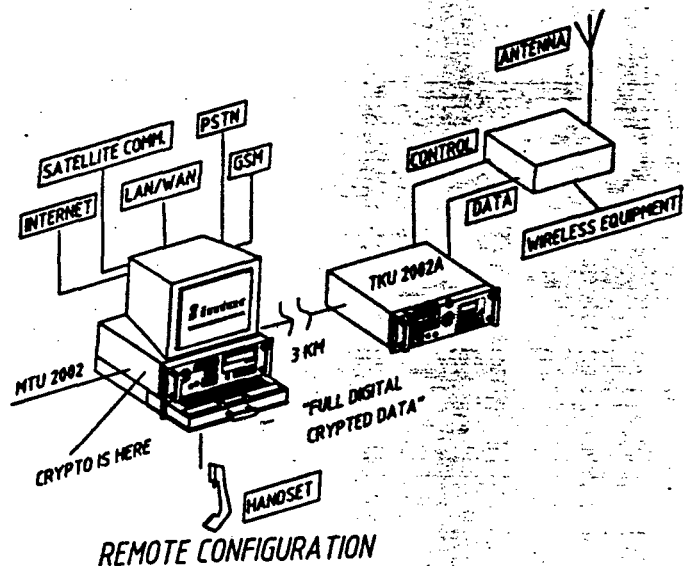 ANTENNA
PSTN
SATELLITE COMM.
GSM
CONTROL
LAN/WAN
INTERNET
DATA
WIRELESS EQUIPMENT
TKU 2002A
3 KM
MTU 2002
"FULL DIGITAL
CRYPTED DATA"
CRYPTO IS HERE
HANDSET
REMOTE CONFIGURATION